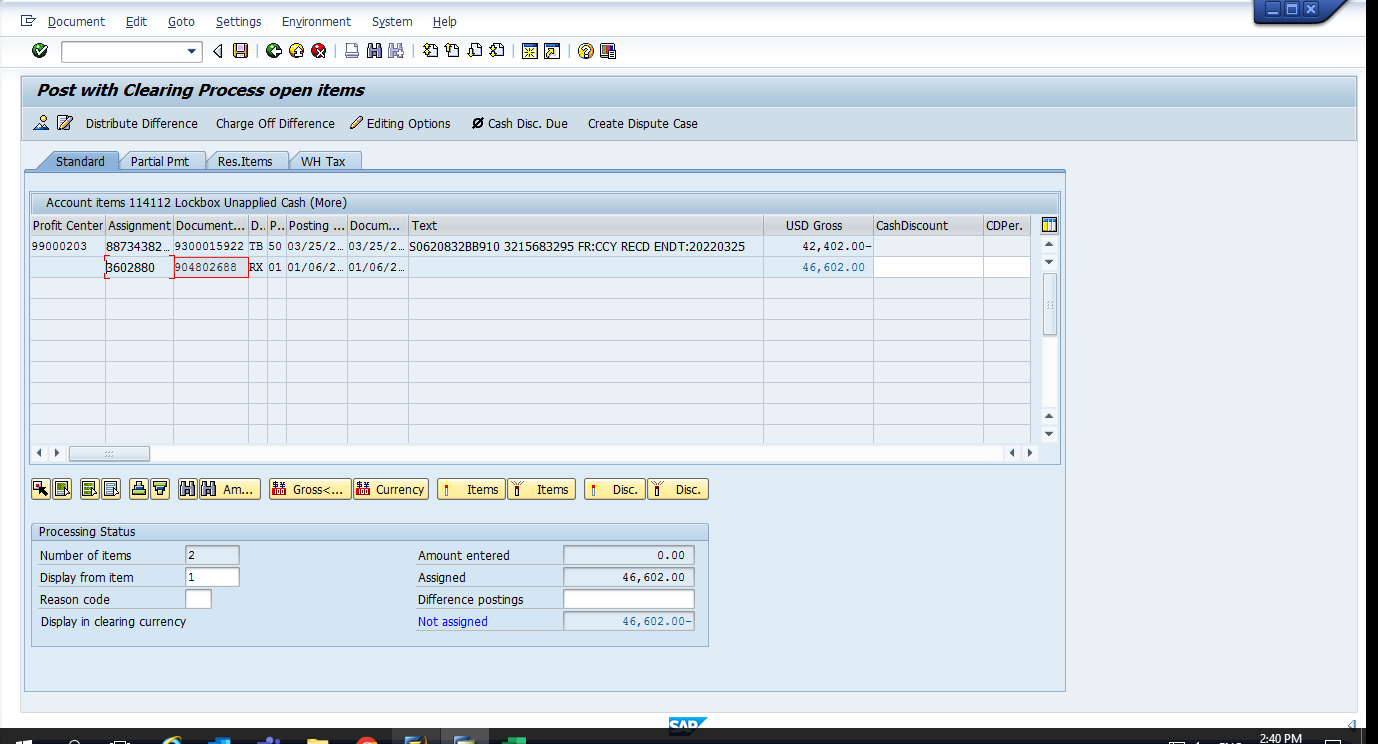 Document Edit Goto Settings Environment System Help
Post with Clearing Process open items
Distribute Difference Charge Off Difference Editing Options Cash Disc. Due Create Dispute Case
Standard Partial Pmt Res.Items WH Tax
Account items 114112 Lockbox Unapplied Cash (More)
Profit Center Assignment Document... D.. P.. Posting ... Docum... Text USD Gross CashDiscount CDPer.
99000203 88734382... 9300015922 TB 50 03/25/2... 03/25/2... S0620832BB910 3215683295 FR:CCY RECD ENDT:20220325 42,402.00-
3602880 904802688 RX 01 01/06/2... 01/06/2... 46,602.00
Am... Gross<... Currency Items Items Disc. Disc.
Processing Status
Number of items 2 Amount entered 0.00
Display from item 1 Assigned 46,602.00
Reason code Difference postings
Display in clearing currency Not assigned 46,602.00-
SAP
2:40 PM